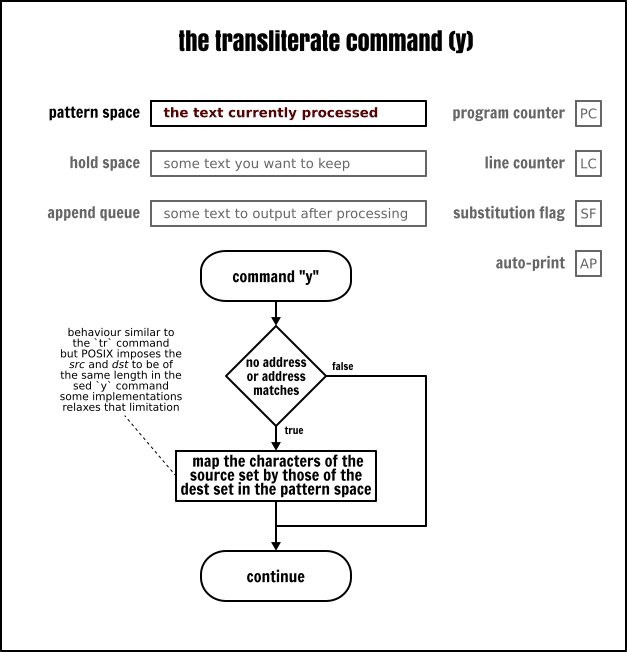 the transliterate command (y)
pattern space
the text currently processed
program counter
PC
hold space
some text you want to keep
line counter
LC
append queue
some text to output after processing
substitution flag
SF
auto-print
AP
command "y"
behaviour similar to
the `tr` command
but POSIX imposes the
src and dst to be of
the same length in the
sed `y` command
some implementations
relaxes that limitation
no address
or address
matches
false
true
map the characters of the
source set by those of the
dest set in the pattern space
continue